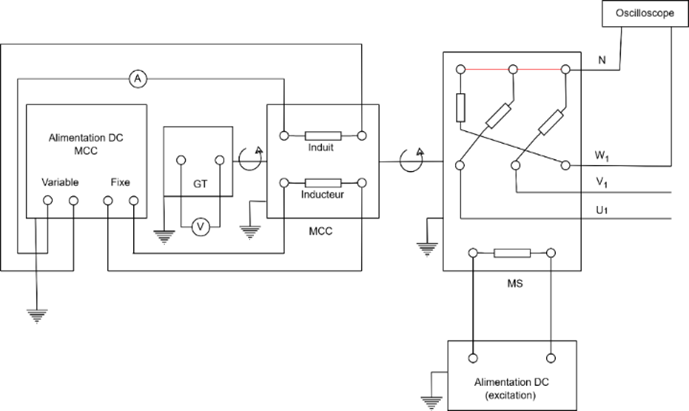 Oscilloscope
N
A
Alimentation DC
MCC
Induit
GT
W1
Variable
Fixe
Inducteur
V1
V
U1
MCC
MS
Alimentation DC
(excitation)